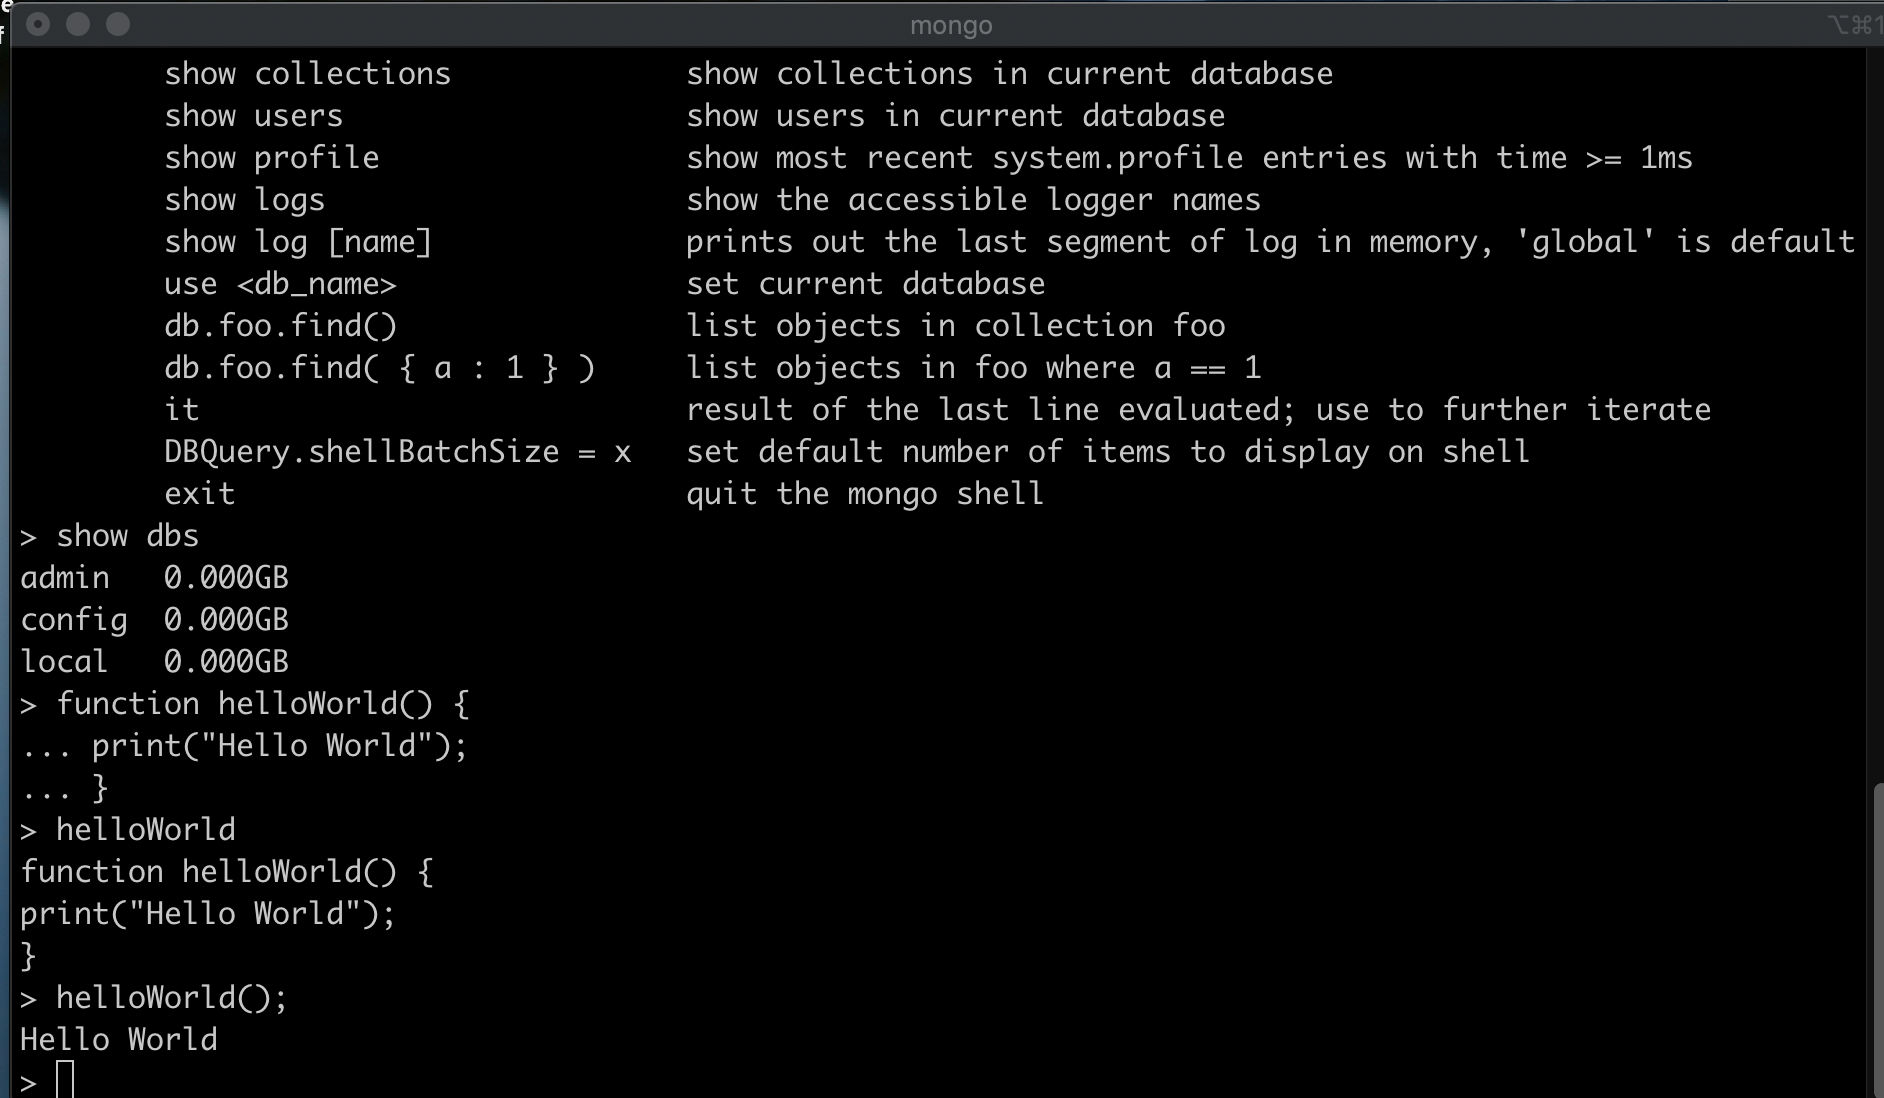 e
f
mongo
⌥⌘1
show collections show collections in current database
show users show users in current database
show profile show most recent system.profile entries with time >= 1ms
show logs show the accessible logger names
show log [name] prints out the last segment of log in memory, 'global' is default
use <db_name> set current database
db.foo.find() list objects in collection foo
db.foo.find( { a : 1 } ) list objects in foo where a == 1
it result of the last line evaluated; use to further iterate
DBQuery.shellBatchSize = x set default number of items to display on shell
exit quit the mongo shell
> show dbs
admin 0.000GB
config 0.000GB
local 0.000GB
> function helloWorld() {
... print("Hello World");
... }
> helloWorld
function helloWorld() {
print("Hello World");
}
> helloWorld();
Hello World
>